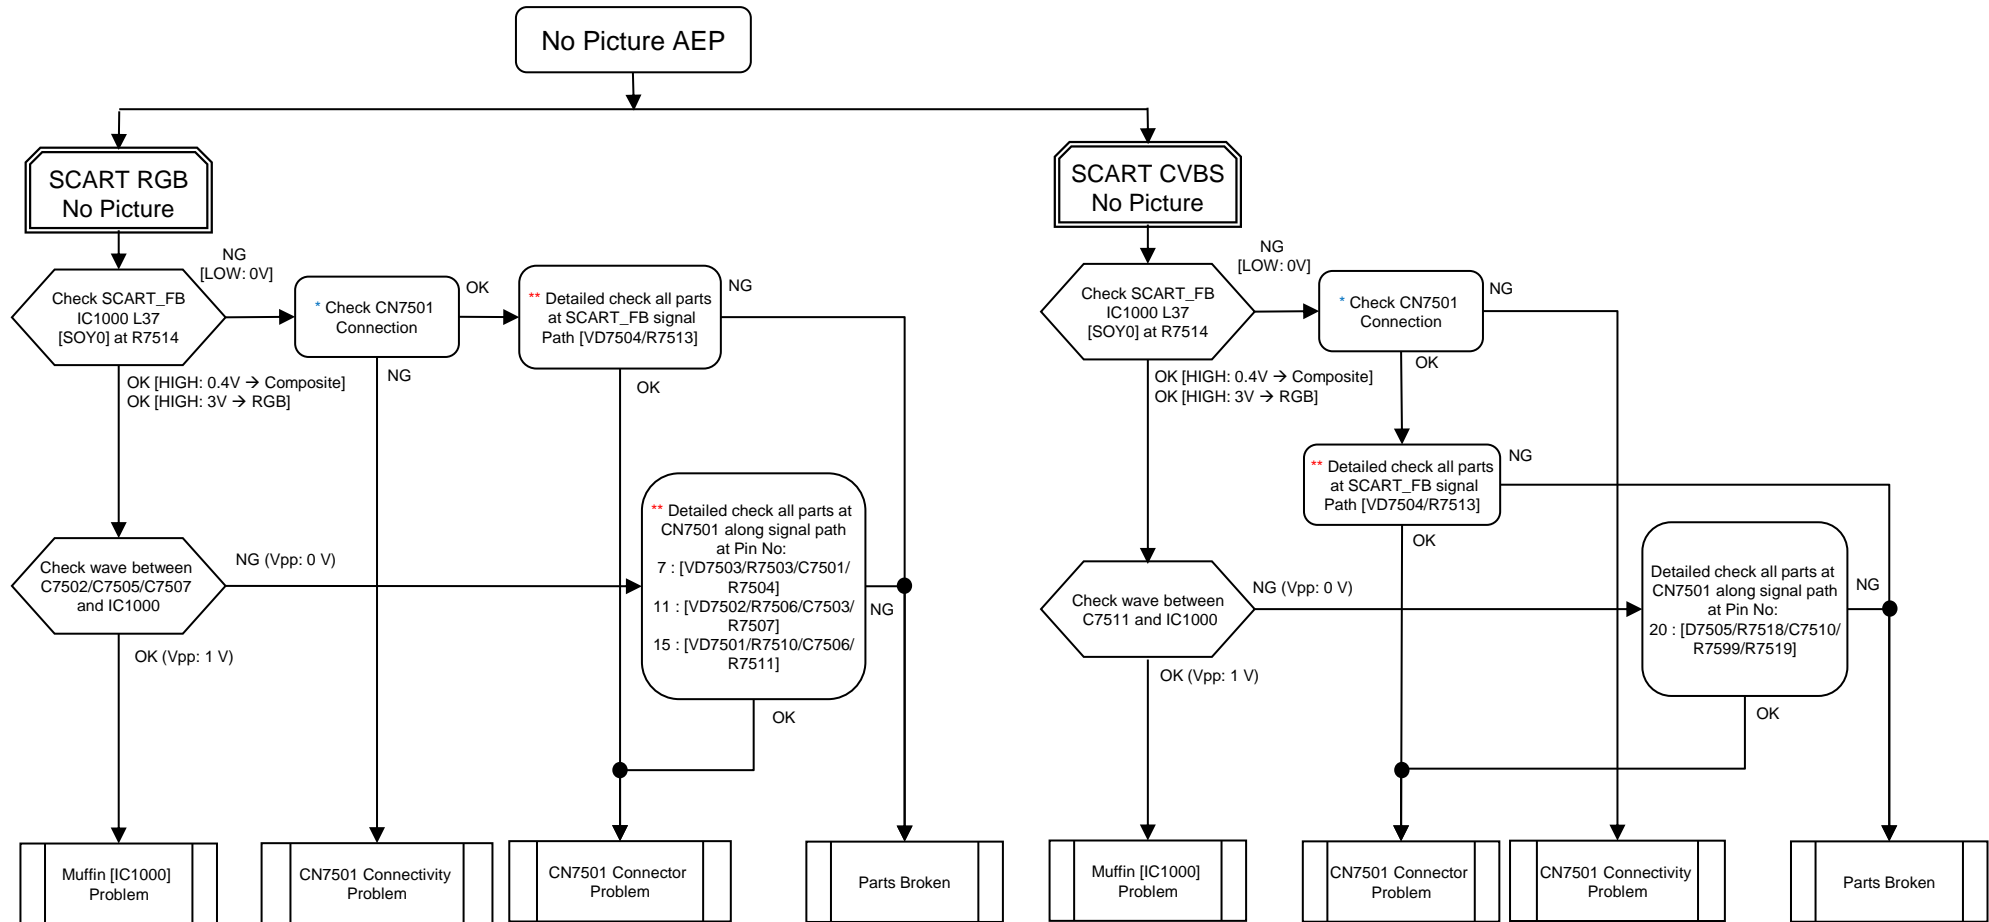 No Picture AEP
SCART RGB
No Picture
NG
[LOW: 0V]
Check SCART_FB
IC1000 L37
[SOY0] at R7514
* Check CN7501
Connection
OK
** Detailed check all parts
at SCART_FB signal
Path [VD7504/R7513]
NG
NG
OK
OK [HIGH: 0.4V → Composite]
OK [HIGH: 3V → RGB]
Check wave between
C7502/C7505/C7507
and IC1000
NG (Vpp: 0 V)
** Detailed check all parts at
CN7501 along signal path
at Pin No:
7 : [VD7503/R7503/C7501/
R7504]
11 : [VD7502/R7506/C7503/
R7507]
15 : [VD7501/R7510/C7506/
R7511]
NG
OK
OK (Vpp: 1 V)
Muffin [IC1000]
Problem
CN7501 Connectivity
Problem
CN7501 Connector
Problem
Parts Broken
SCART CVBS
No Picture
NG
[LOW: 0V]
Check SCART_FB
IC1000 L37
[SOY0] at R7514
* Check CN7501
Connection
NG
OK
OK [HIGH: 0.4V → Composite]
OK [HIGH: 3V → RGB]
** Detailed check all parts
at SCART_FB signal
Path [VD7504/R7513]
NG
OK
Check wave between
C7511 and IC1000
NG (Vpp: 0 V)
Detailed check all parts at
CN7501 along signal path
at Pin No:
20 : [D7505/R7518/C7510/
R7599/R7519]
NG
OK
OK (Vpp: 1 V)
Muffin [IC1000]
Problem
CN7501 Connector
Problem
CN7501 Connectivity
Problem
Parts Broken